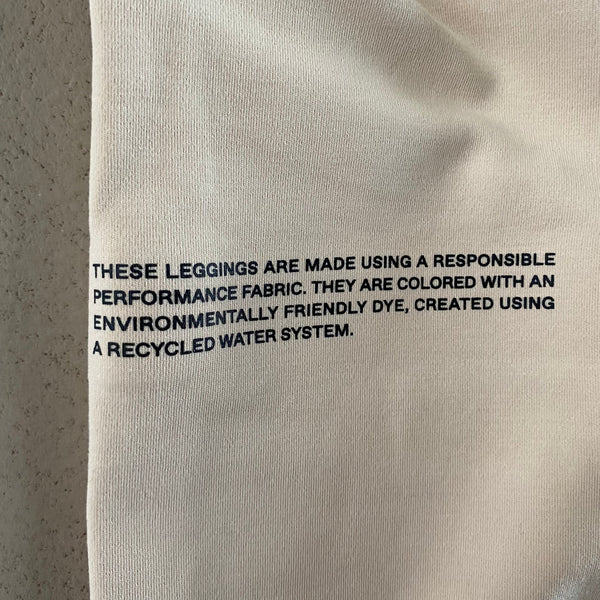 THESE LEGGINGS ARE MADE USING A RESPONSIBLE
PERFORMANCE FABRIC. THEY ARE COLORED WITH AN
ENVIRONMENTALLY FRIENDLY DYE, CREATED USING
A RECYCLED WATER SYSTEM.